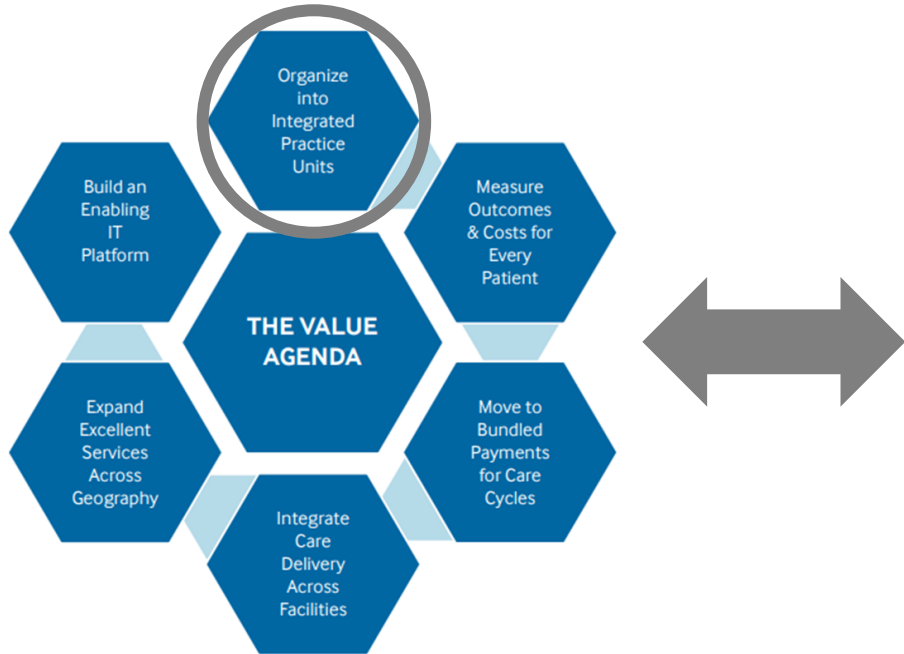 Organize
into
Integrated
Practice
Units
Measure
Outcomes
& Costs for
Every
Patient
Move to
Bundled
Payments
for Care
Cycles
Integrate
Care
Delivery
Across
Facilities
Expand
Excellent
Services
Across
Geography
Build an
Enabling
IT
Platform
THE VALUE
AGENDA